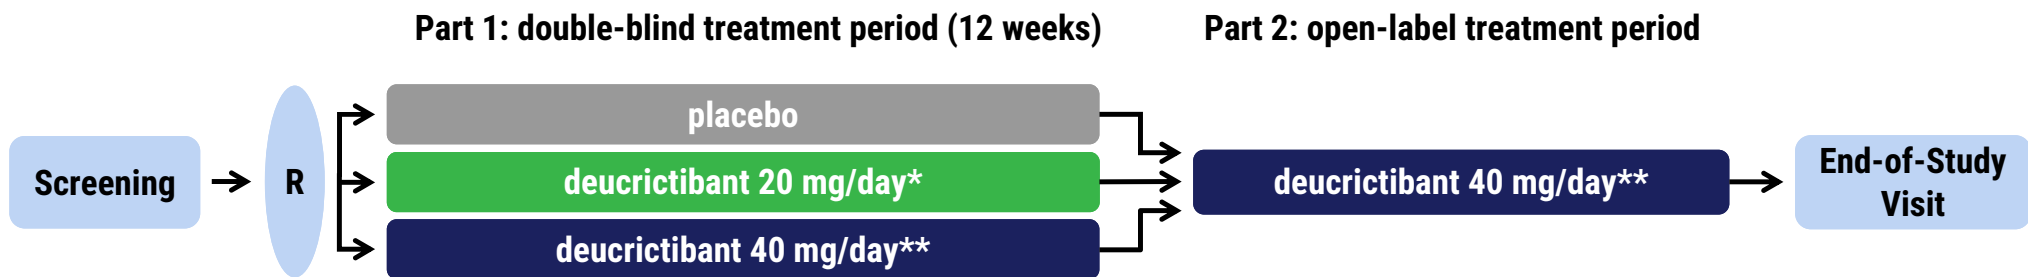 Part 1: double-blind treatment period (12 weeks)
Part 2: open-label treatment period
Screening
R
placebo
deucrictibant 20 mg/day*
deucrictibant 40 mg/day**
deucrictibant 40 mg/day**
End-of-Study
Visit